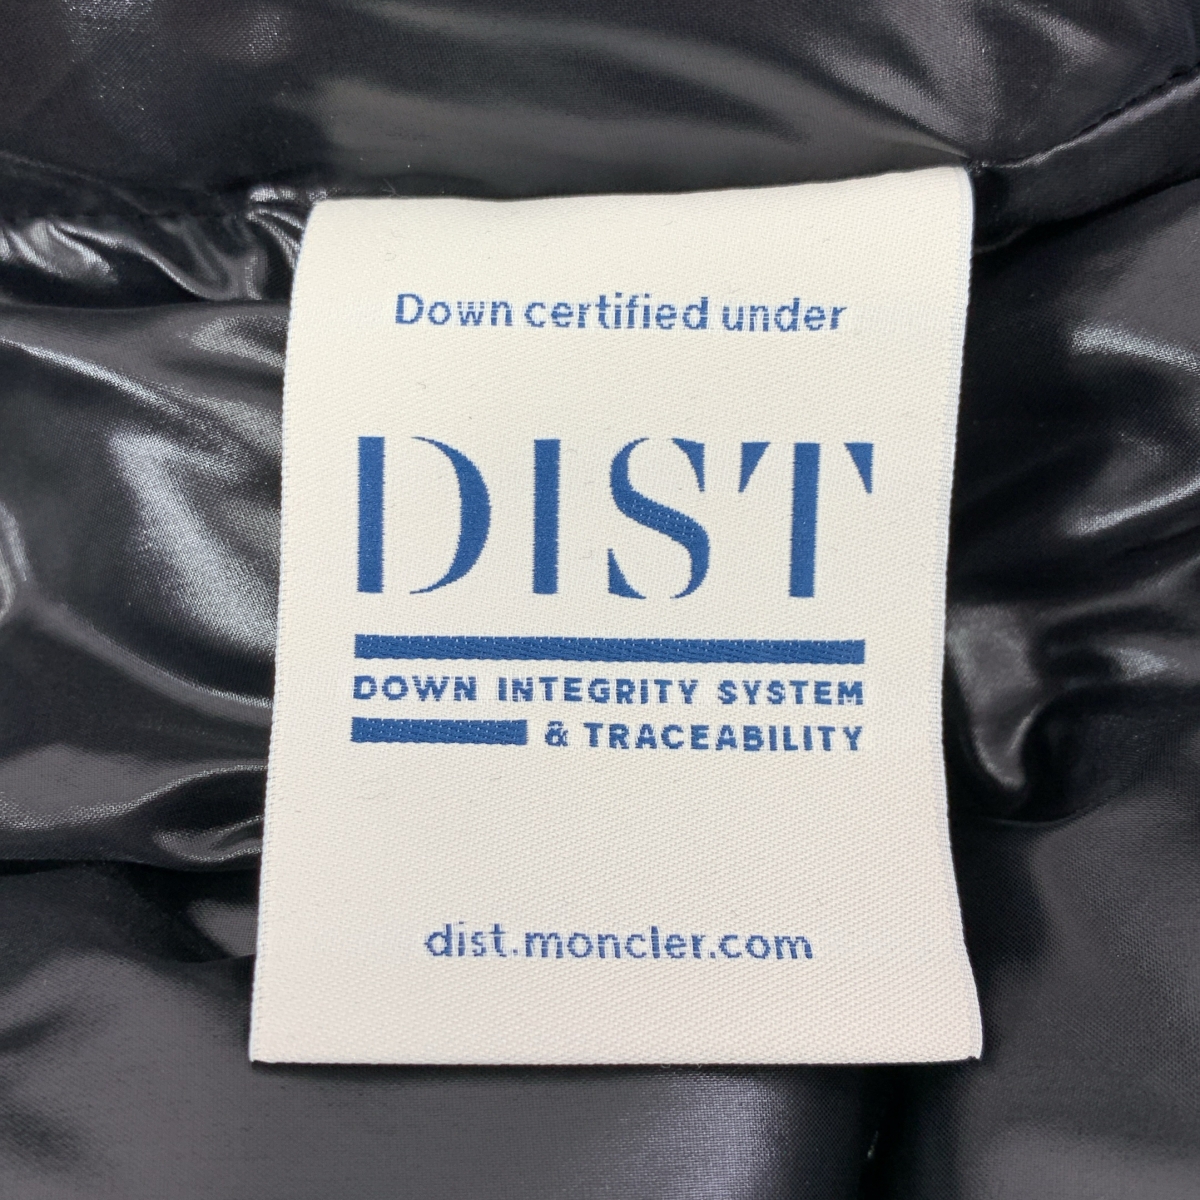 Down certified under
DIST
DOWN INTEGRITY SYSTEM
& TRACEABILITY
dist.moncler.com